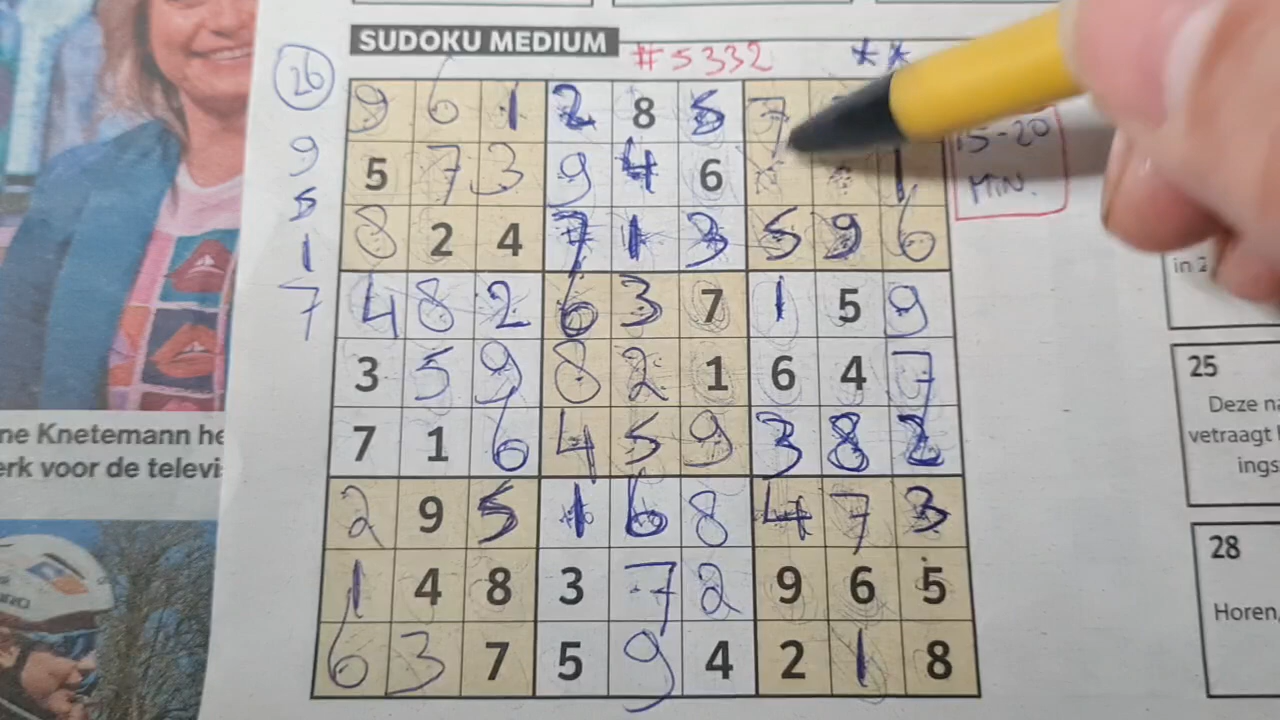 SUDOKU MEDIUM
#5332
**
26
15-20
MIN.
9
5
1
7
9 6 1 2 8 5 7
5 7 3 9 4 6 1
8 2 4 7 1 3 5 9 6
4 8 2 6 3 7 1 5 9
3 5 9 8 2 1 6 4 7
7 1 6 4 5 9 3 8 2
2 9 5 1 6 8 4 7 3
1 4 8 3 7 2 9 6 5
6 3 7 5 9 4 2 1 8
ne Knetemann he
erk voor de televi
in 2
25
Deze na
vetraagt
ings
28
Horen,